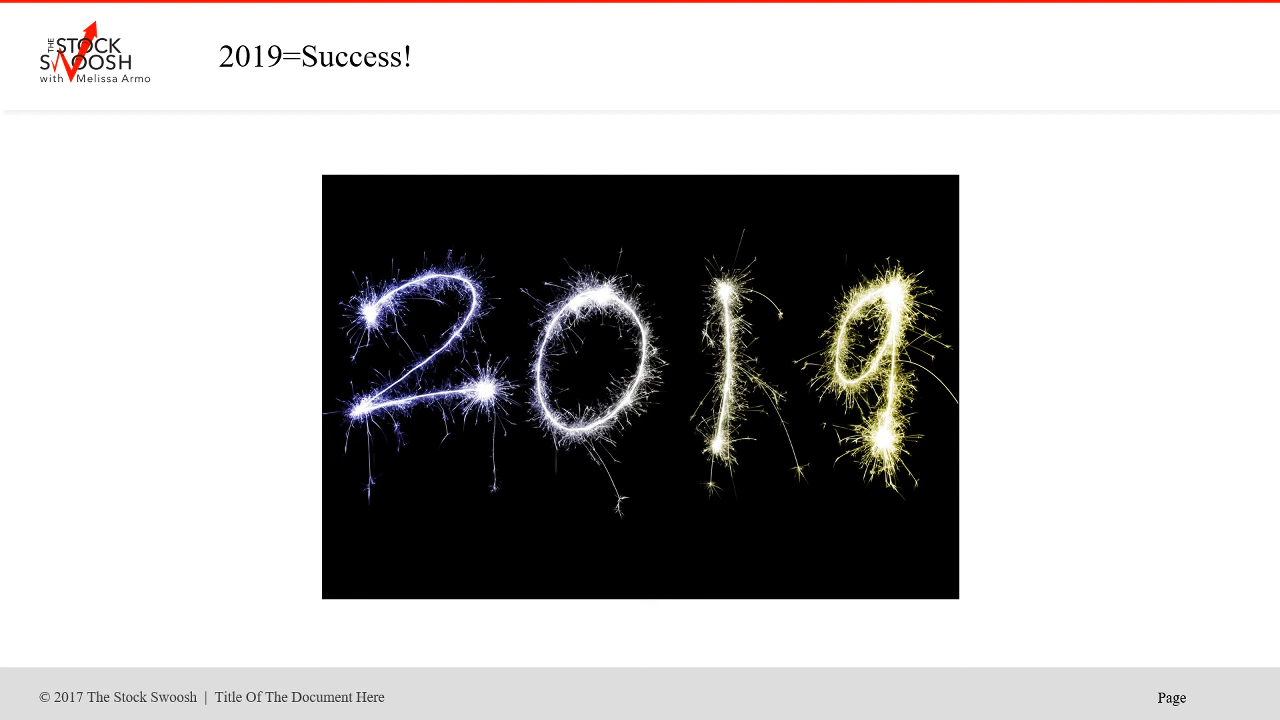 THE STOCK
SWOOSH
with Melissa Armo
2019=Success!
2019
© 2017 The Stock Swoosh | Title Of The Document Here
Page